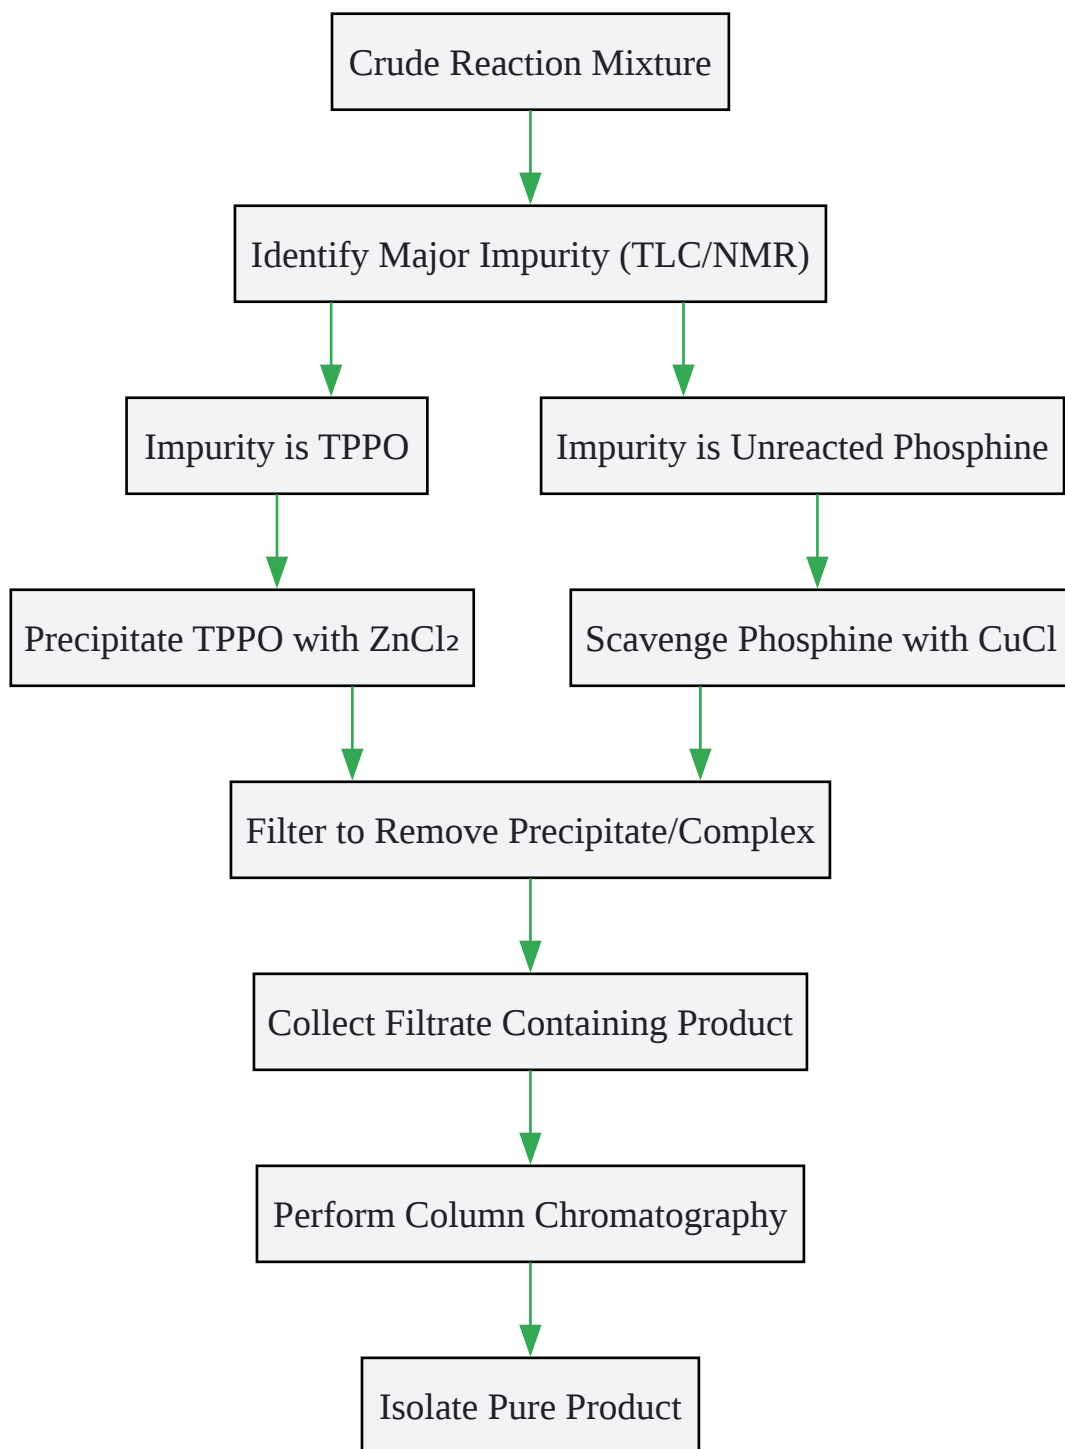 Crude Reaction Mixture
Identify Major Impurity (TLC/NMR)
Impurity is TPPO
Impurity is Unreacted Phosphine
Precipitate TPPO with ZnCl₂
Scavenge Phosphine with CuCl
Filter to Remove Precipitate/Complex
Collect Filtrate Containing Product
Perform Column Chromatography
Isolate Pure Product